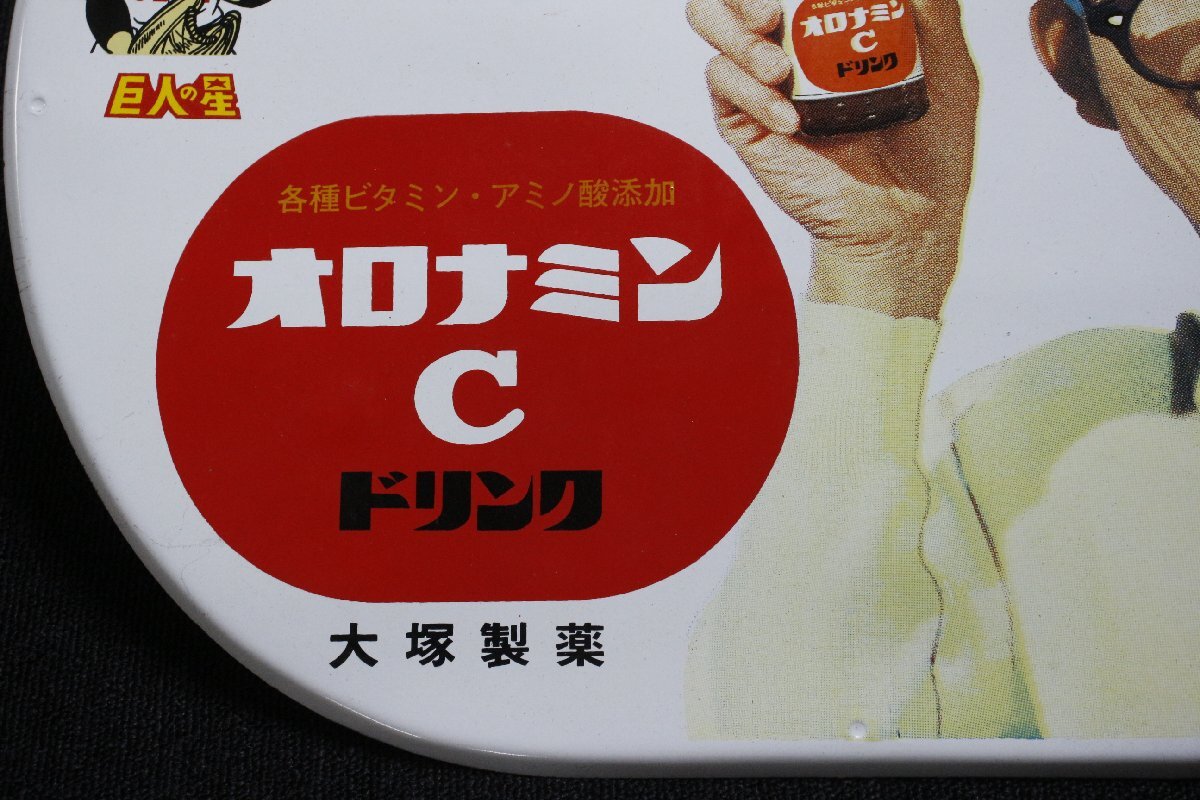 巨人の星
オロナミン
C
ドリンク
各種ビタミン・アミノ酸添加
オロナミン
C
ドリンク
大塚製薬